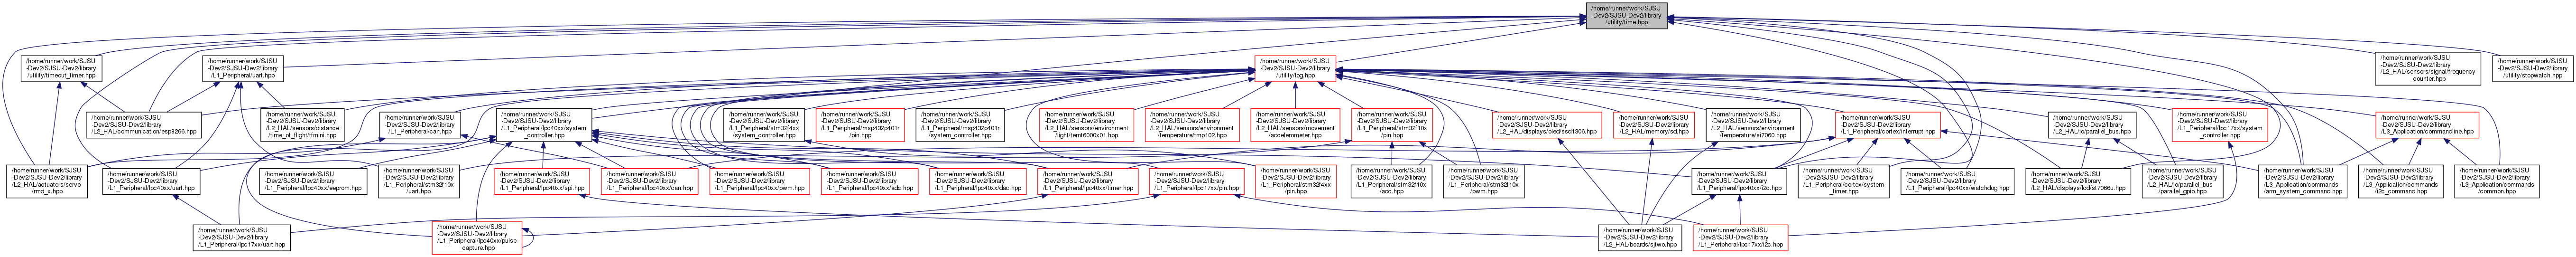 /home/runner/work/SJSU
-Dev2/SJSU-Dev2/library
/utility/time.hpp
/home/runner/work/SJSU
-Dev2/SJSU-Dev2/library
/utility/timeout_timer.hpp
/home/runner/work/SJSU
-Dev2/SJSU-Dev2/library
/L1_Peripheral/uart.hpp
/home/runner/work/SJSU
-Dev2/SJSU-Dev2/library
/utility/log.hpp
/home/runner/work/SJSU
-Dev2/SJSU-Dev2/library
/L2_HAL/sensors/signal/frequency
_counter.hpp
/home/runner/work/SJSU
-Dev2/SJSU-Dev2/library
/utility/stopwatch.hpp
/home/runner/work/SJSU
-Dev2/SJSU-Dev2/library
/L2_HAL/communication/esp8266.hpp
/home/runner/work/SJSU
-Dev2/SJSU-Dev2/library
/L2_HAL/sensors/distance
/time_of_flight/tfmini.hpp
/home/runner/work/SJSU
-Dev2/SJSU-Dev2/library
/L1_Peripheral/can.hpp
/home/runner/work/SJSU
-Dev2/SJSU-Dev2/library
/L1_Peripheral/lpc40xx/system
_controller.hpp
/home/runner/work/SJSU
-Dev2/SJSU-Dev2/library
/L1_Peripheral/stm32f4xx
/system_controller.hpp
/home/runner/work/SJSU
-Dev2/SJSU-Dev2/library
/L1_Peripheral/msp432p401r
/pin.hpp
/home/runner/work/SJSU
-Dev2/SJSU-Dev2/library
/L1_Peripheral/msp432p401r
/system_controller.hpp
/home/runner/work/SJSU
-Dev2/SJSU-Dev2/library
/L2_HAL/sensors/environment
/light/temt6000x01.hpp
/home/runner/work/SJSU
-Dev2/SJSU-Dev2/library
/L2_HAL/sensors/environment
/temperature/tmp102.hpp
/home/runner/work/SJSU
-Dev2/SJSU-Dev2/library
/L2_HAL/sensors/movement
/accelerometer.hpp
/home/runner/work/SJSU
-Dev2/SJSU-Dev2/library
/L1_Peripheral/stm32f10x
/pin.hpp
/home/runner/work/SJSU
-Dev2/SJSU-Dev2/library
/L2_HAL/displays/oled/ssd1306.hpp
/home/runner/work/SJSU
-Dev2/SJSU-Dev2/library
/L2_HAL/memory/sd.hpp
/home/runner/work/SJSU
-Dev2/SJSU-Dev2/library
/L2_HAL/sensors/environment
/temperature/si7060.hpp
/home/runner/work/SJSU
-Dev2/SJSU-Dev2/library
/L1_Peripheral/cortex/interrupt.hpp
/home/runner/work/SJSU
-Dev2/SJSU-Dev2/library
/L2_HAL/io/parallel_bus.hpp
/home/runner/work/SJSU
-Dev2/SJSU-Dev2/library
/L1_Peripheral/lpc17xx/system
_controller.hpp
/home/runner/work/SJSU
-Dev2/SJSU-Dev2/library
/L3_Application/commandline.hpp
/home/runner/work/SJSU
-Dev2/SJSU-Dev2/library
/L2_HAL/actuators/servo
/rmd_x.hpp
/home/runner/work/SJSU
-Dev2/SJSU-Dev2/library
/L1_Peripheral/lpc40xx/uart.hpp
/home/runner/work/SJSU
-Dev2/SJSU-Dev2/library
/L1_Peripheral/lpc40xx/eeprom.hpp
/home/runner/work/SJSU
-Dev2/SJSU-Dev2/library
/L1_Peripheral/stm32f10x
/uart.hpp
/home/runner/work/SJSU
-Dev2/SJSU-Dev2/library
/L1_Peripheral/lpc40xx/spi.hpp
/home/runner/work/SJSU
-Dev2/SJSU-Dev2/library
/L1_Peripheral/lpc40xx/can.hpp
/home/runner/work/SJSU
-Dev2/SJSU-Dev2/library
/L1_Peripheral/lpc40xx/pwm.hpp
/home/runner/work/SJSU
-Dev2/SJSU-Dev2/library
/L1_Peripheral/lpc40xx/adc.hpp
/home/runner/work/SJSU
-Dev2/SJSU-Dev2/library
/L1_Peripheral/lpc40xx/dac.hpp
/home/runner/work/SJSU
-Dev2/SJSU-Dev2/library
/L1_Peripheral/lpc40xx/timer.hpp
/home/runner/work/SJSU
-Dev2/SJSU-Dev2/library
/L1_Peripheral/lpc17xx/pin.hpp
/home/runner/work/SJSU
-Dev2/SJSU-Dev2/library
/L1_Peripheral/stm32f4xx
/pin.hpp
/home/runner/work/SJSU
-Dev2/SJSU-Dev2/library
/L1_Peripheral/stm32f10x
/adc.hpp
/home/runner/work/SJSU
-Dev2/SJSU-Dev2/library
/L1_Peripheral/stm32f10x
/pwm.hpp
/home/runner/work/SJSU
-Dev2/SJSU-Dev2/library
/L1_Peripheral/lpc40xx/i2c.hpp
/home/runner/work/SJSU
-Dev2/SJSU-Dev2/library
/L1_Peripheral/cortex/system
_timer.hpp
/home/runner/work/SJSU
-Dev2/SJSU-Dev2/library
/L1_Peripheral/lpc40xx/watchdog.hpp
/home/runner/work/SJSU
-Dev2/SJSU-Dev2/library
/L2_HAL/displays/lcd/st7066u.hpp
/home/runner/work/SJSU
-Dev2/SJSU-Dev2/library
/L2_HAL/io/parallel_bus
/parallel_gpio.hpp
/home/runner/work/SJSU
-Dev2/SJSU-Dev2/library
/L3_Application/commands
/arm_system_command.hpp
/home/runner/work/SJSU
-Dev2/SJSU-Dev2/library
/L3_Application/commands
/i2c_command.hpp
/home/runner/work/SJSU
-Dev2/SJSU-Dev2/library
/L3_Application/commands
/common.hpp
/home/runner/work/SJSU
-Dev2/SJSU-Dev2/library
/L1_Peripheral/lpc17xx/uart.hpp
/home/runner/work/SJSU
-Dev2/SJSU-Dev2/library
/L1_Peripheral/lpc40xx/pulse
_capture.hpp
/home/runner/work/SJSU
-Dev2/SJSU-Dev2/library
/L2_HAL/boards/sjtwo.hpp
/home/runner/work/SJSU
-Dev2/SJSU-Dev2/library
/L1_Peripheral/lpc17xx/i2c.hpp